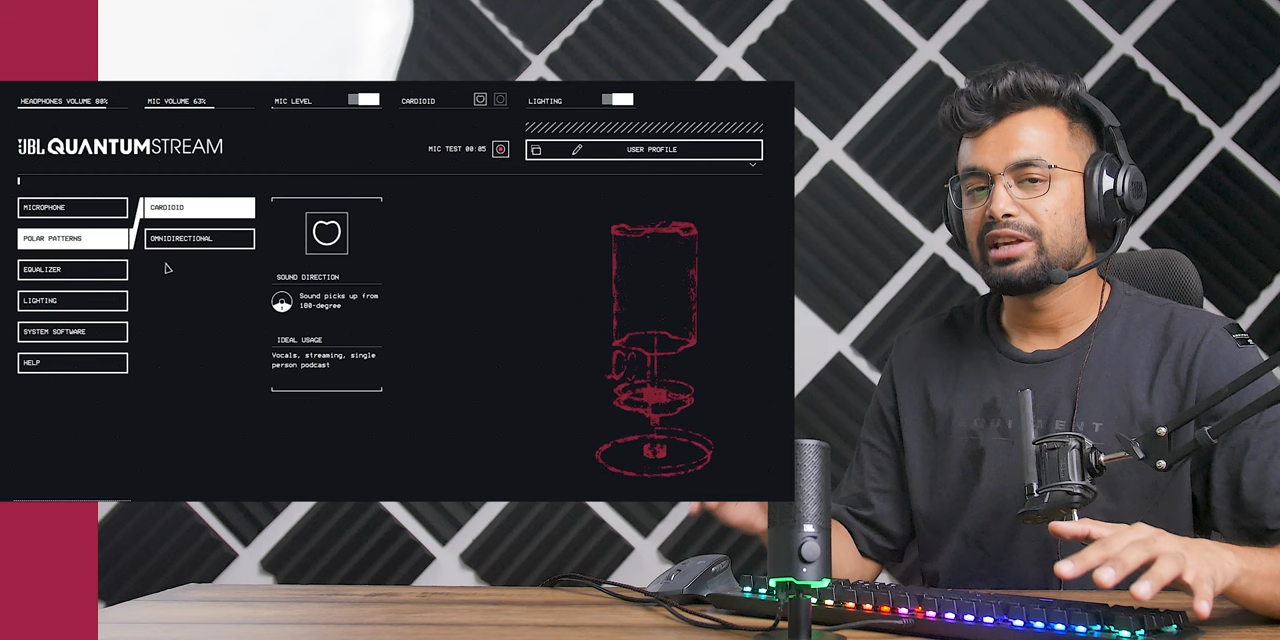 HEADPHONES VOLUME 80%
MIC VOLUME 63%
MIC LEVEL
CARDIOID
LIGHTING
JBL QUANTUMSTREAM
MIC TEST 00:05
USER PROFILE
MICROPHONE
CARDIOID
POLAR PATTERNS
OMNIDIRECTIONAL
EQUALIZER
LIGHTING
SYSTEM SOFTWARE
HELP
SOUND DIRECTION
Sound picks up from
180-degree
IDEAL USAGE
Vocals, streaming, single
person podcast
JBL
JBL